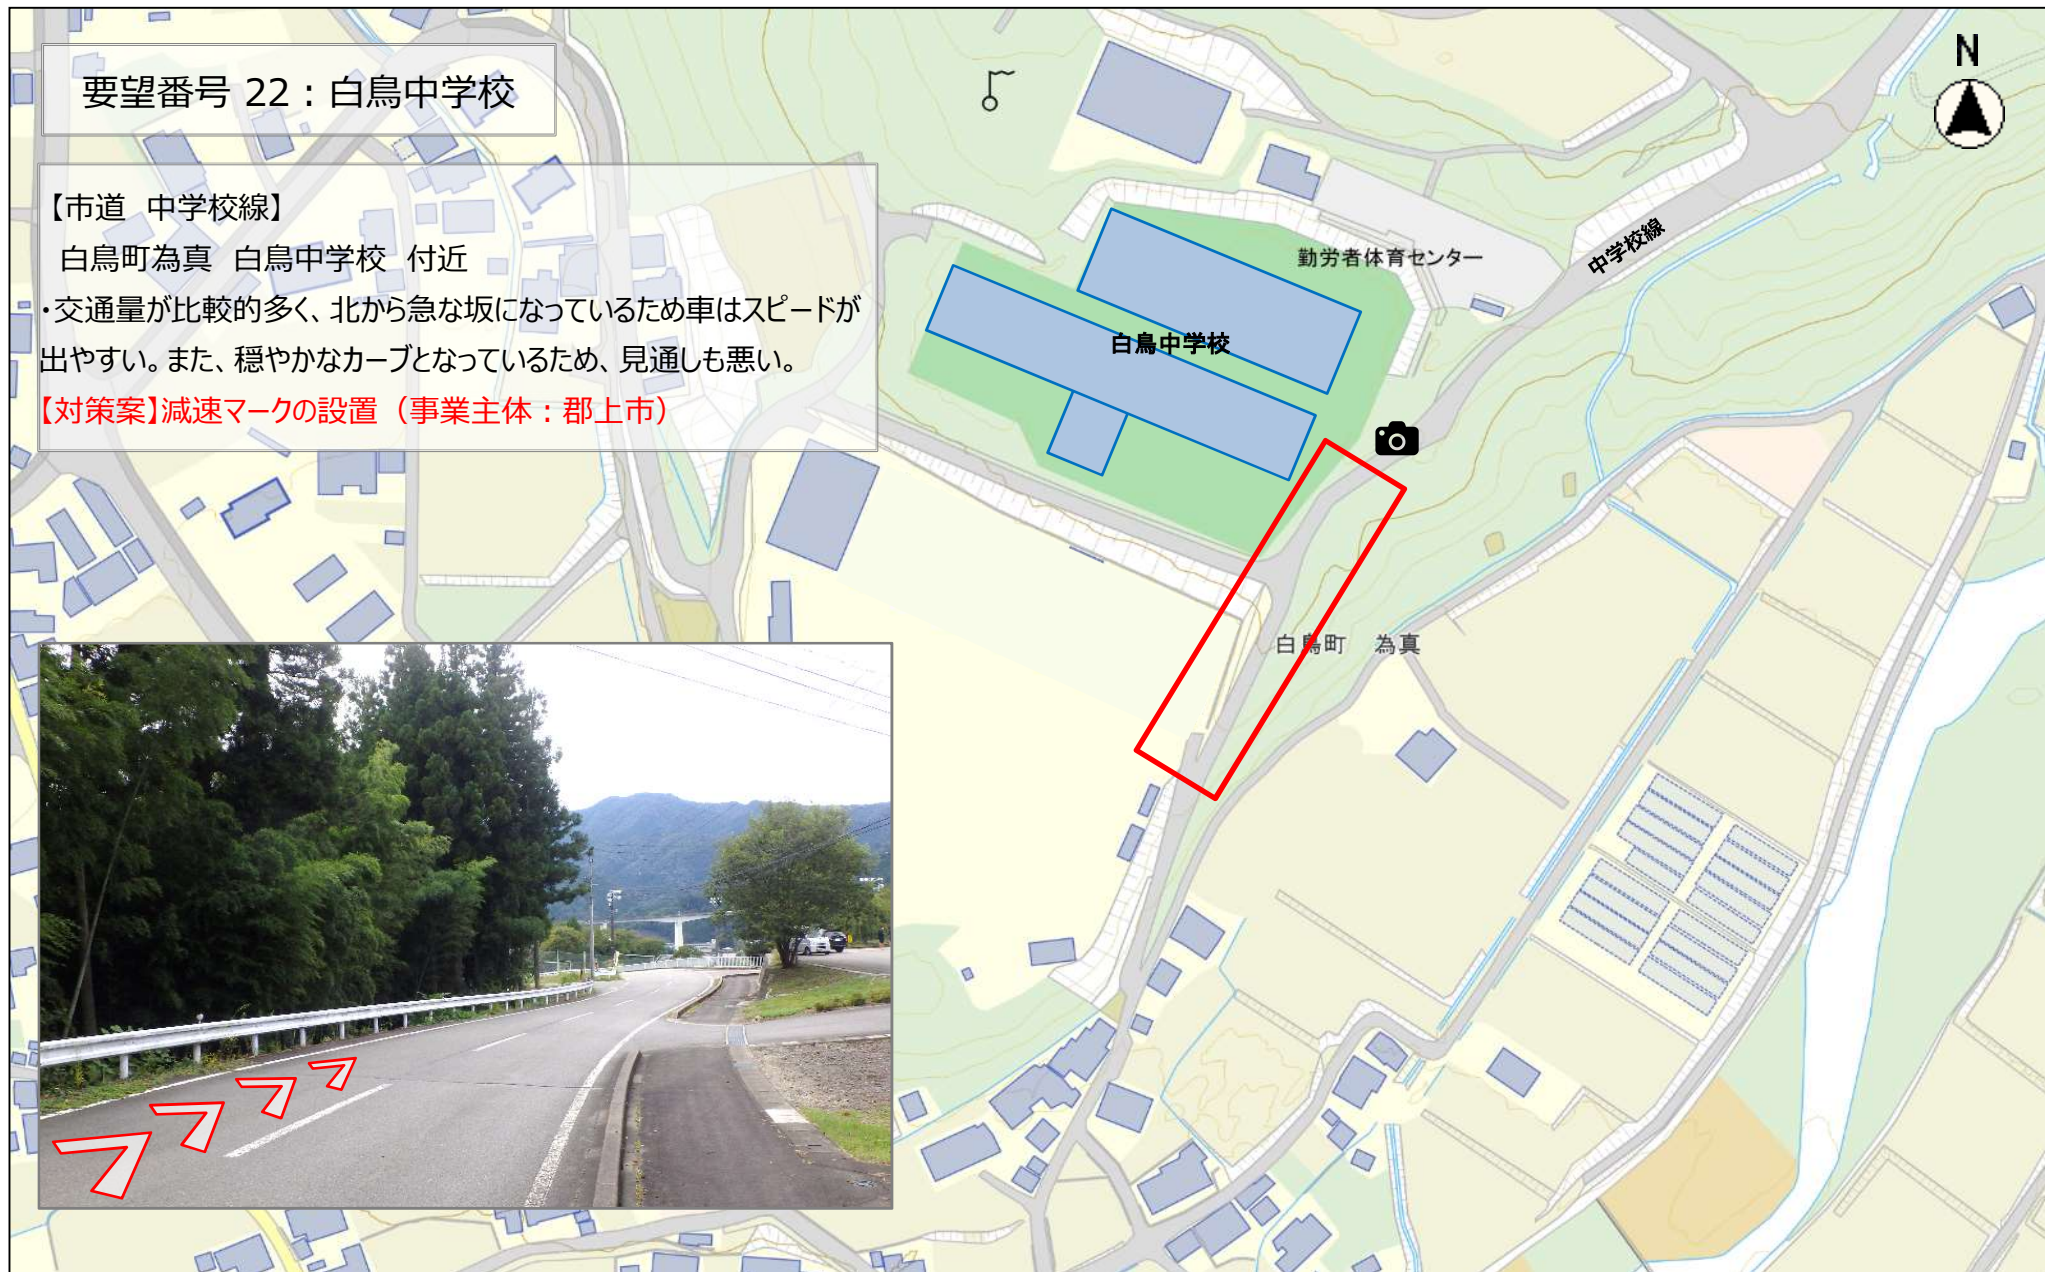 要望番号 22：白鳥中学校
【市道 中学校線】
白鳥町為真 白鳥中学校 付近
・交通量が比較的多く、北から急な坂になっているため車はスピードが
出やすい。また、穏やかなカーブとなっているため、見通しも悪い。
【対策案】減速マークの設置（事業主体：郡上市）
N
中学校線
勤労者体育センター
白鳥中学校
白鳥町 為真